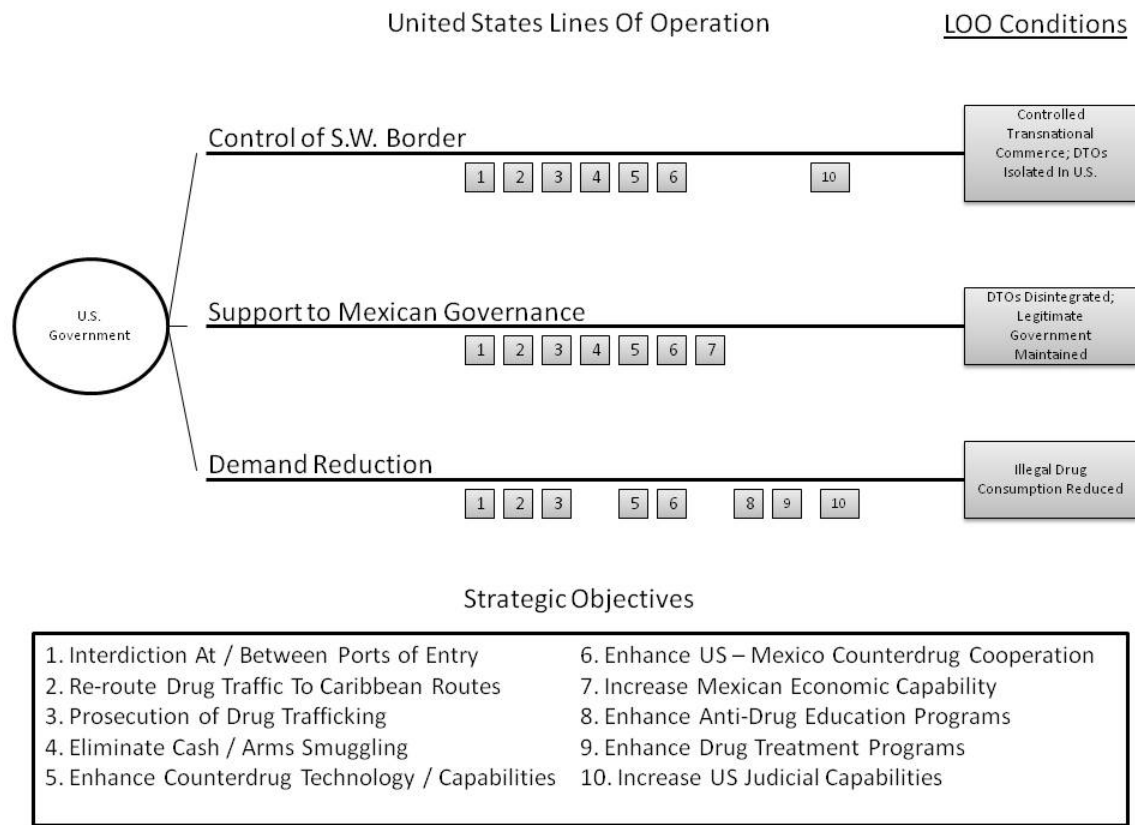 United States Lines Of Operation
LOO Conditions
Control of S.W. Border
1 2 3 4 5 6 10
Controlled
Transnational
Commerce; DTOs
Isolated In U.S.
U.S.
Government
Support to Mexican Governance
1 2 3 4 5 6 7
DTOs Disintegrated;
Legitimate
Government
Maintained
Demand Reduction
1 2 3 5 6 8 9 10
Illegal Drug
Consumption Reduced
Strategic Objectives
1. Interdiction At / Between Ports of Entry
2. Re-route Drug Traffic To Caribbean Routes
3. Prosecution of Drug Trafficking
4. Eliminate Cash / Arms Smuggling
5. Enhance Counterdrug Technology / Capabilities
6. Enhance US – Mexico Counterdrug Cooperation
7. Increase Mexican Economic Capability
8. Enhance Anti-Drug Education Programs
9. Enhance Drug Treatment Programs
10. Increase US Judicial Capabilities